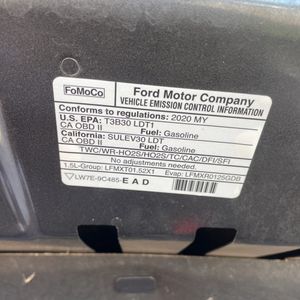 FoMoCo
Ford Motor Company
VEHICLE EMISSION CONTROL INFORMATION
Conforms to regulations: 2020 MY
U.S. EPA: T3B30 LDT1
CA OBD II Fuel: Gasoline
California: SULEV30 LDT
CA OBD II Fuel: Gasoline
TWC/WR-HO2S/HO2S/TC/CAC/DFI/SFI
No adjustments needed.
1.5L-Group: LFMXT01.52X1 Evap: LFMXR0125GDB
LW7E-9C485-EAD